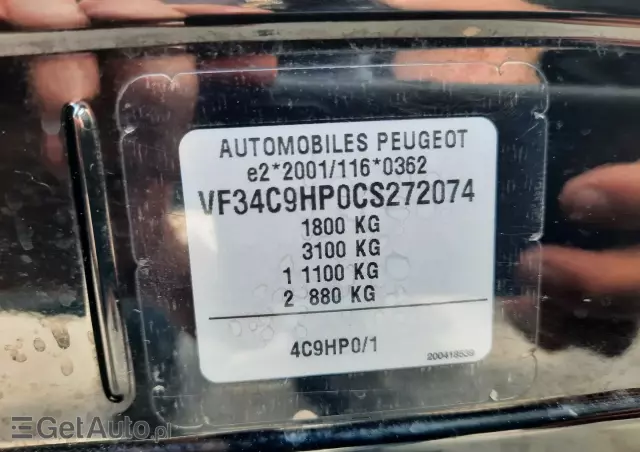 AUTOMOBILES PEUGEOT
e2*2001/116*0362
VF34C9HP0CS272074
1800 KG
3100 KG
1 1100 KG
2 880 KG
4C9HP0/1
200418539
GetAuto.pl